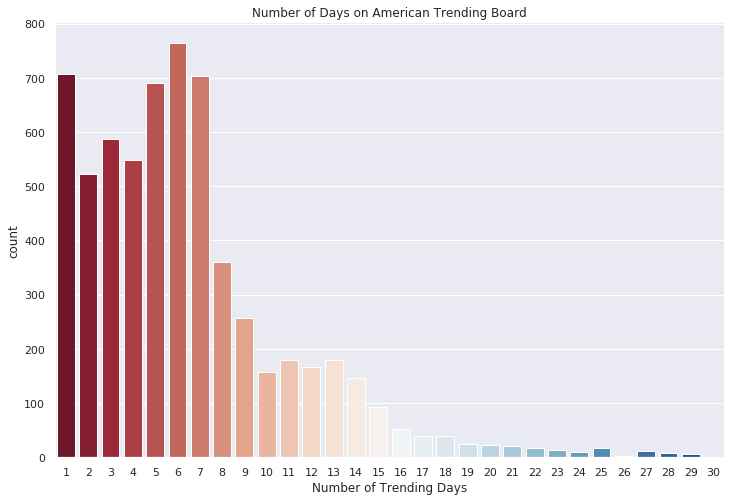 Number of Days on American Trending Board
800
700
600
500
400
300
200
100
0
count
1 2 3 4 5 6 7 8 9 10 11 12 13 14 15 16 17 18 19 20 21 22 23 24 25 26 27 28 29 30
Number of Trending Days